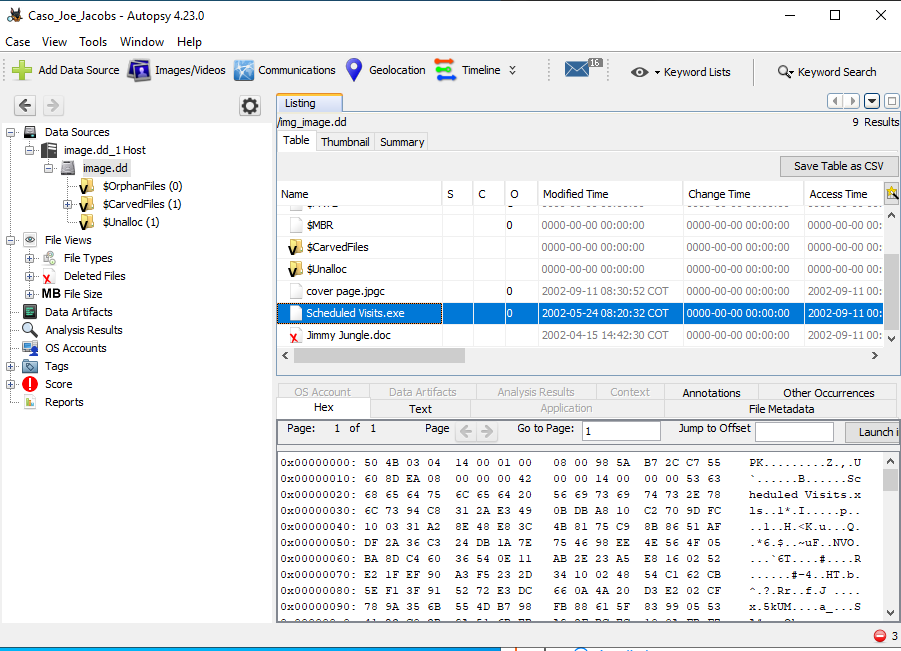 Caso_Joe_Jacobs - Autopsy 4.23.0
Case View Tools Window Help
Add Data Source Images/Videos Communications Geolocation Timeline 16 Keyword Lists Keyword Search
Listing
/img_image.dd 9 Results
Table Thumbnail Summary
Save Table as CSV
Data Sources
image.dd_1 Host
image.dd
$OrphanFiles (0)
$CarvedFiles (1)
$Unalloc (1)
File Views
File Types
Deleted Files
MB File Size
Data Artifacts
Analysis Results
OS Accounts
Tags
Score
Reports
Name S C O Modified Time Change Time Access Time
$MBR 0 0000-00-00 00:00:00 0000-00-00 00:00:00 0000-00-00 00:
$CarvedFiles 0000-00-00 00:00:00 0000-00-00 00:00:00 0000-00-00 00:
$Unalloc 0000-00-00 00:00:00 0000-00-00 00:00:00 0000-00-00 00:
cover page.jpgc 0 2002-09-11 08:30:52 COT 0000-00-00 00:00:00 2002-09-11 00:
Scheduled Visits.exe 0 2002-05-24 08:20:32 COT 0000-00-00 00:00:00 2002-09-11 00:
Jimmy Jungle.doc 2002-04-15 14:42:30 COT 0000-00-00 00:00:00 2002-09-11 00:
OS Account Data Artifacts Analysis Results Context Annotations Other Occurrences
Hex Text Application File Metadata
Page: 1 of 1 Page Go to Page: 1 Jump to Offset Launch i
0x00000000: 50 4B 03 04 14 00 01 00 08 00 98 5A B7 2C C7 55 PK.........Z.,.U
0x00000010: 60 8D EA 08 00 00 00 42 00 00 14 00 00 00 53 63 `......B......Sc
0x00000020: 68 65 64 75 6C 65 64 20 56 69 73 69 74 73 2E 78 heduled Visits.x
0x00000030: 6C 73 94 C8 31 2A E3 49 0B DB A8 10 C2 70 9D FC ls..1*.I.....p..
0x00000040: 10 03 31 A2 8E 48 E8 3C 4B 81 75 C9 8B 86 51 AF ..1..H.<K.u...Q.
0x00000050: DF 2A 36 C3 24 DB 1A 7E 75 46 98 EE 4E 56 4F 05 .*6.$..~uF..NVO.
0x00000060: BA 8D C4 60 36 54 0E 11 AB 2E 23 A5 E8 16 02 52 ...`6T....#....R
0x00000070: E2 1F EF 90 A3 F5 23 2D 34 10 02 48 54 C1 62 CB ......#-4..HT.b.
0x00000080: 5E F1 3F 91 52 72 E3 DC 66 0A 4A 20 D3 E2 02 CF ^.?.Rr..f.J ....
0x00000090: 78 9A 35 6B 55 4D B7 98 FB 88 61 5F 83 99 05 53 x.5kUM....a_...S
3